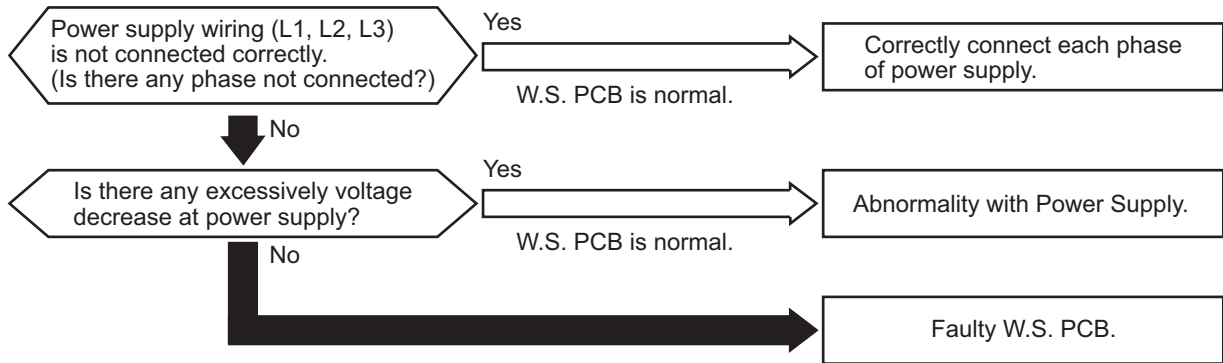 Power supply wiring (L1, L2, L3)
is not connected correctly.
(Is there any phase not connected?)
Yes
W.S. PCB is normal.
Correctly connect each phase
of power supply.
No
Is there any excessively voltage
decrease at power supply?
Yes
W.S. PCB is normal.
Abnormality with Power Supply.
No
Faulty W.S. PCB.